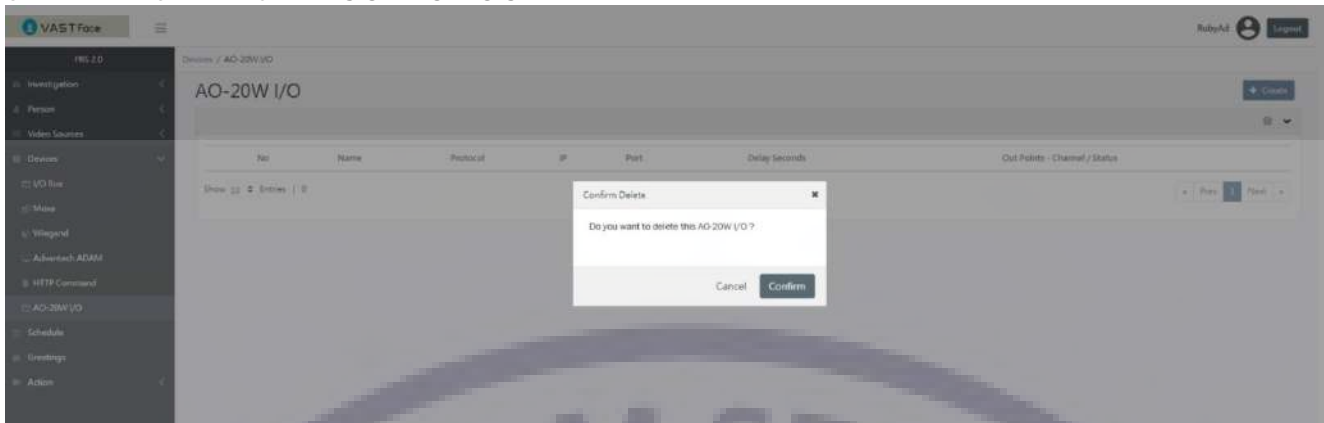 VAST Face
RubyAd Logout
FRS 2.0
Devices / AO-20W I/O
Investigation
AO-20W I/O
+ Create
Person
Video Sources
Devices
No Name Protocol IP Port Delay Seconds Out Points - Channel / Status
I/O Box
Show 10 Entries | 0
« Prev 1 Next »
Confirm Delete
Moxa
Do you want to delete this AO-20W I/O ?
Wiegand
Advantech ADAM
HTTP Command
Cancel Confirm
AO-20W I/O
Schedule
Greetings
Action